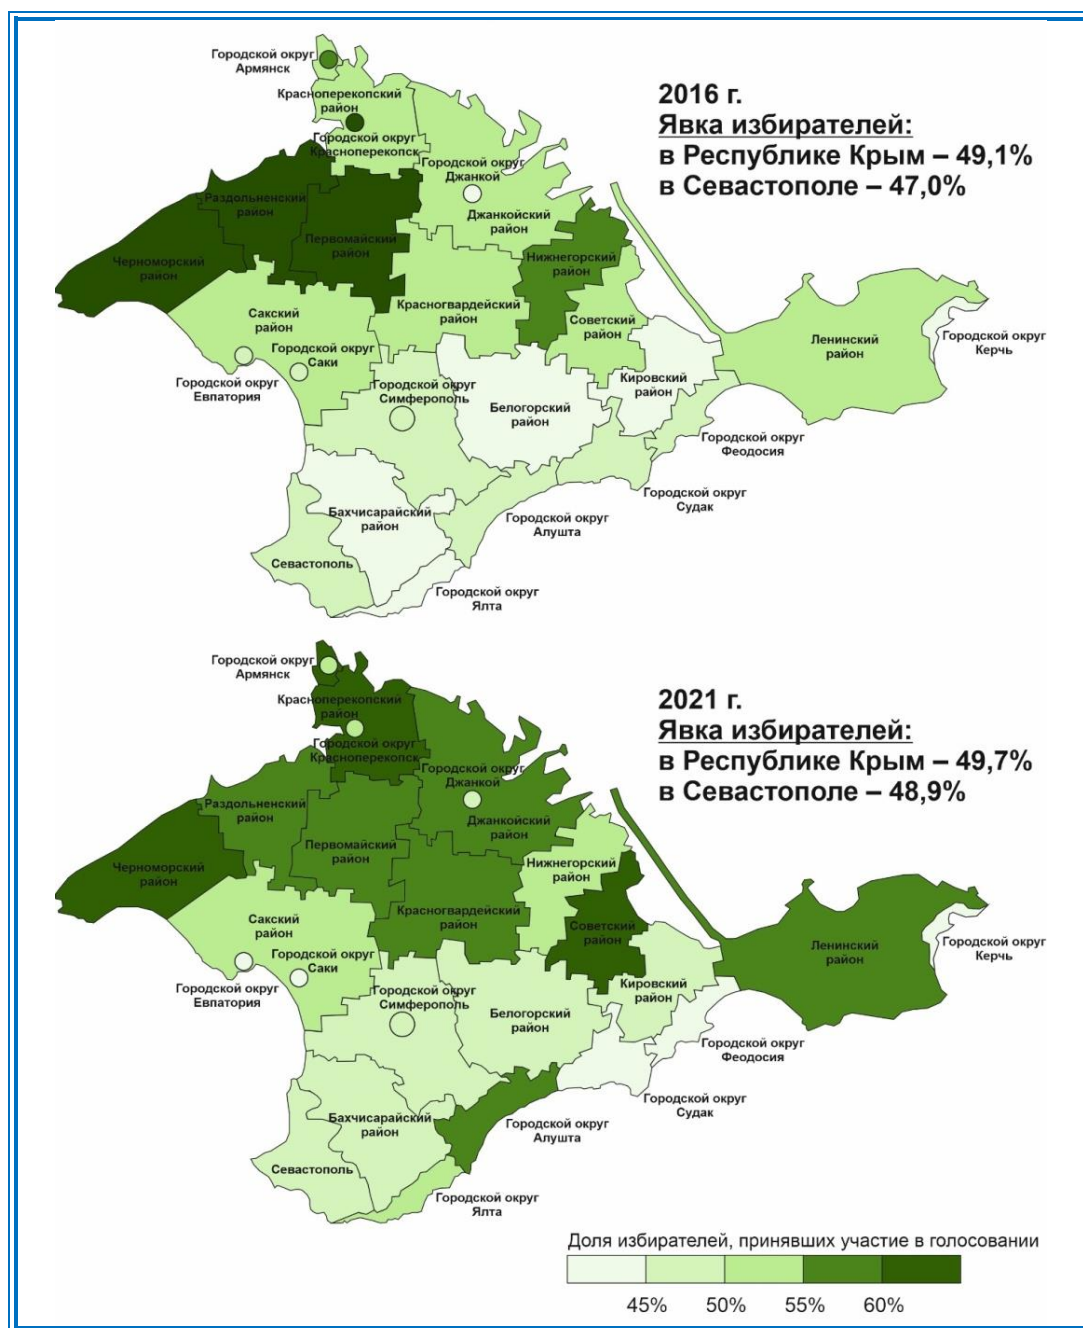 Городской округ
Армянск
Красноперекопский
район
Городской округ
Красноперекопск
Городской округ
Джанкой
Джанкойский
район
Раздольненский
район
Первомайский
район
Черноморский
район
Нижнегорский
район
Красногвардейский
район
Советский
район
Сакский
район
Городской округ
Саки
Городской округ
Евпатория
Городской округ
Симферополь
Белогорский
район
Кировский
район
Ленинский
район
Городской округ
Керчь
Городской округ
Феодосия
Городской округ
Судак
Городской округ
Алушта
Бахчисарайский
район
Севастополь
Городской округ
Ялта
2016 г.
Явка избирателей:
в Республике Крым – 49,1%
в Севастополе – 47,0%
Городской округ
Армянск
Красноперекопский
район
Городской округ
Красноперекопск
Городской округ
Джанкой
Джанкойский
район
Раздольненский
район
Первомайский
район
Черноморский
район
Нижнегорский
район
Красногвардейский
район
Советский
район
Сакский
район
Городской округ
Саки
Городской округ
Евпатория
Городской округ
Симферополь
Белогорский
район
Кировский
район
Ленинский
район
Городской округ
Керчь
Городской округ
Феодосия
Городской округ
Судак
Городской округ
Алушта
Бахчисарайский
район
Севастополь
Городской округ
Ялта
2021 г.
Явка избирателей:
в Республике Крым – 49,7%
в Севастополе – 48,9%
Доля избирателей, принявших участие в голосовании
45% 50% 55% 60%